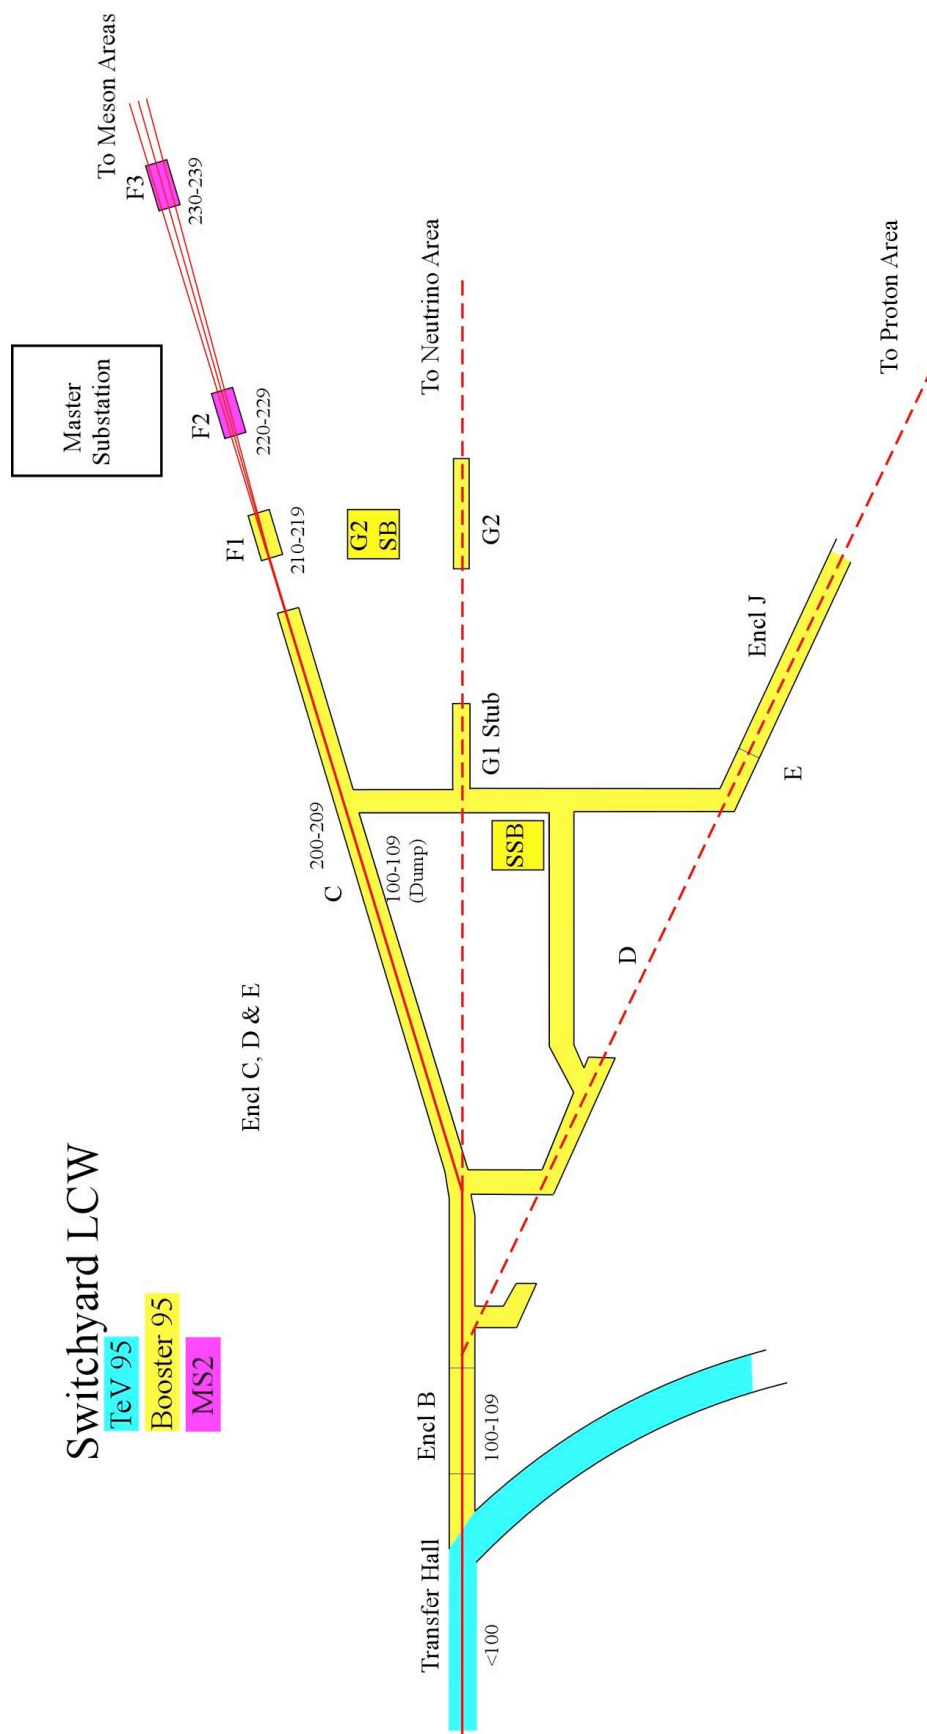 Switchyard LCW
TeV 95
Booster 95
MS2
Encl C, D & E
Master
Substation
To Meson Areas
F3
230-239
F2
220-229
F1
210-219
G2
SB
To Neutrino Area
G2
G1 Stub
200-209
C
100-109
(Dump)
SSB
Transfer Hall
<100
Encl B
100-109
D
E
Encl J
To Proton Area